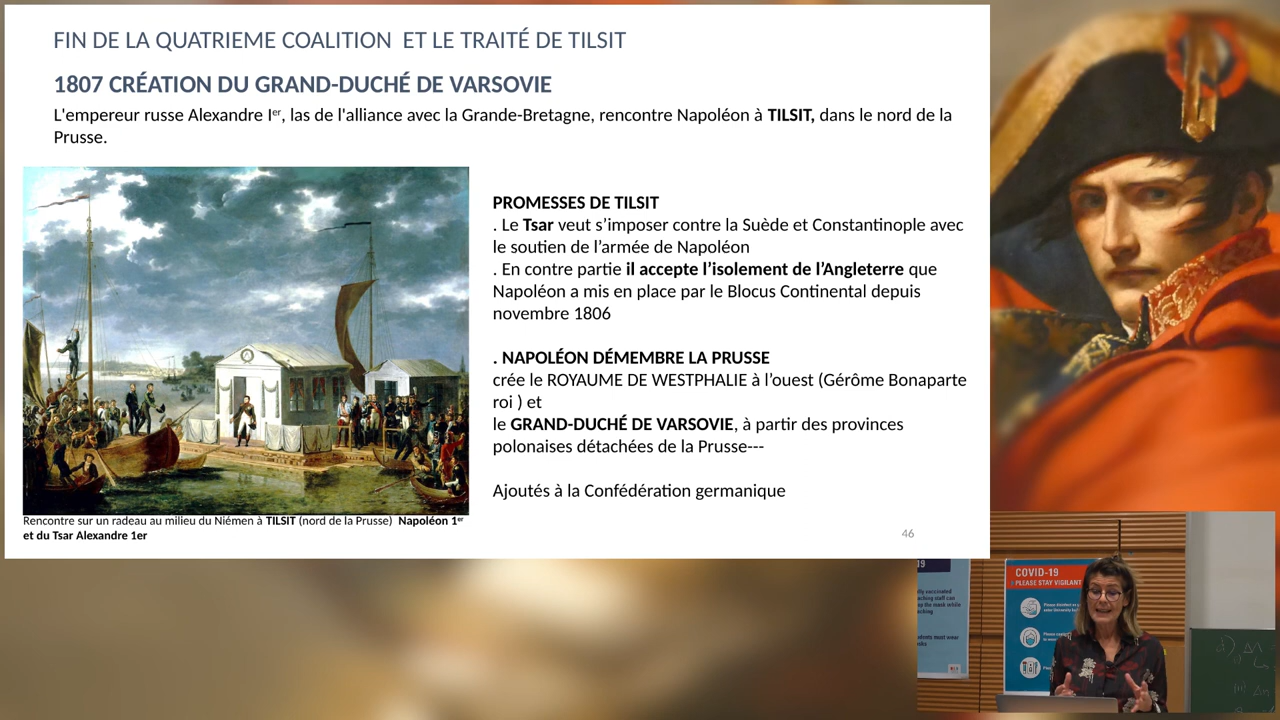 FIN DE LA QUATRIEME COALITION ET LE TRAITÉ DE TILSIT
1807 CRÉATION DU GRAND-DUCHÉ DE VARSOVIE
L'empereur russe Alexandre Ier, las de l'alliance avec la Grande-Bretagne, rencontre Napoléon à TILSIT, dans le nord de la
Prusse.
PROMESSES DE TILSIT
. Le Tsar veut s’imposer contre la Suède et Constantinople avec
le soutien de l’armée de Napoléon
. En contre partie il accepte l’isolement de l’Angleterre que
Napoléon a mis en place par le Blocus Continental depuis
novembre 1806
. NAPOLÉON DÉMEMBRE LA PRUSSE
crée le ROYAUME DE WESTPHALIE à l’ouest (Gérôme Bonaparte
roi ) et
le GRAND-DUCHÉ DE VARSOVIE, à partir des provinces
polonaises détachées de la Prusse---
Ajoutés à la Confédération germanique
Rencontre sur un radeau au milieu du Niémen à TILSIT (nord de la Prusse) Napoléon 1er
et du Tsar Alexandre 1er
46
19
COVID-19
PLEASE STAY VIGILANT